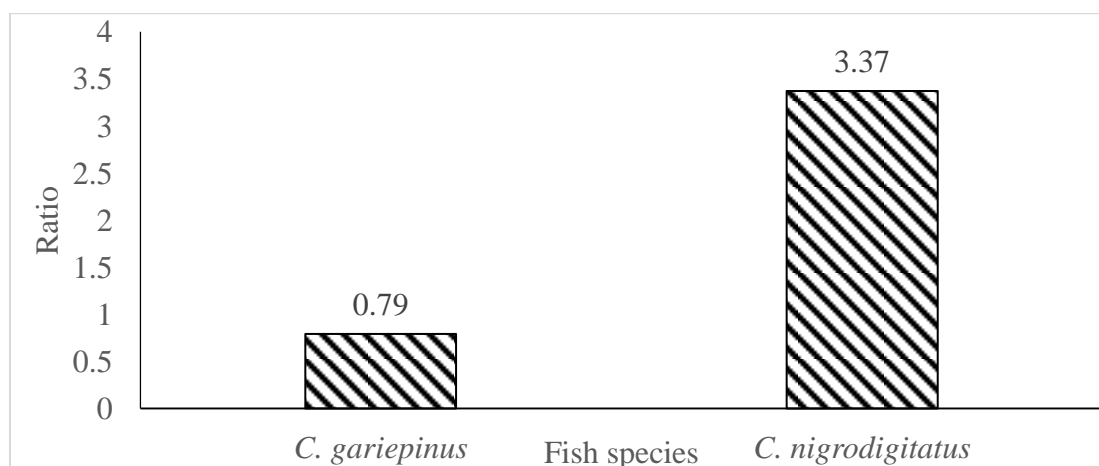 4
3.5
3
2.5
2
1.5
1
0.5
0
Ratio
0.79
3.37
C. gariepinus
Fish species
C. nigrodigitatus